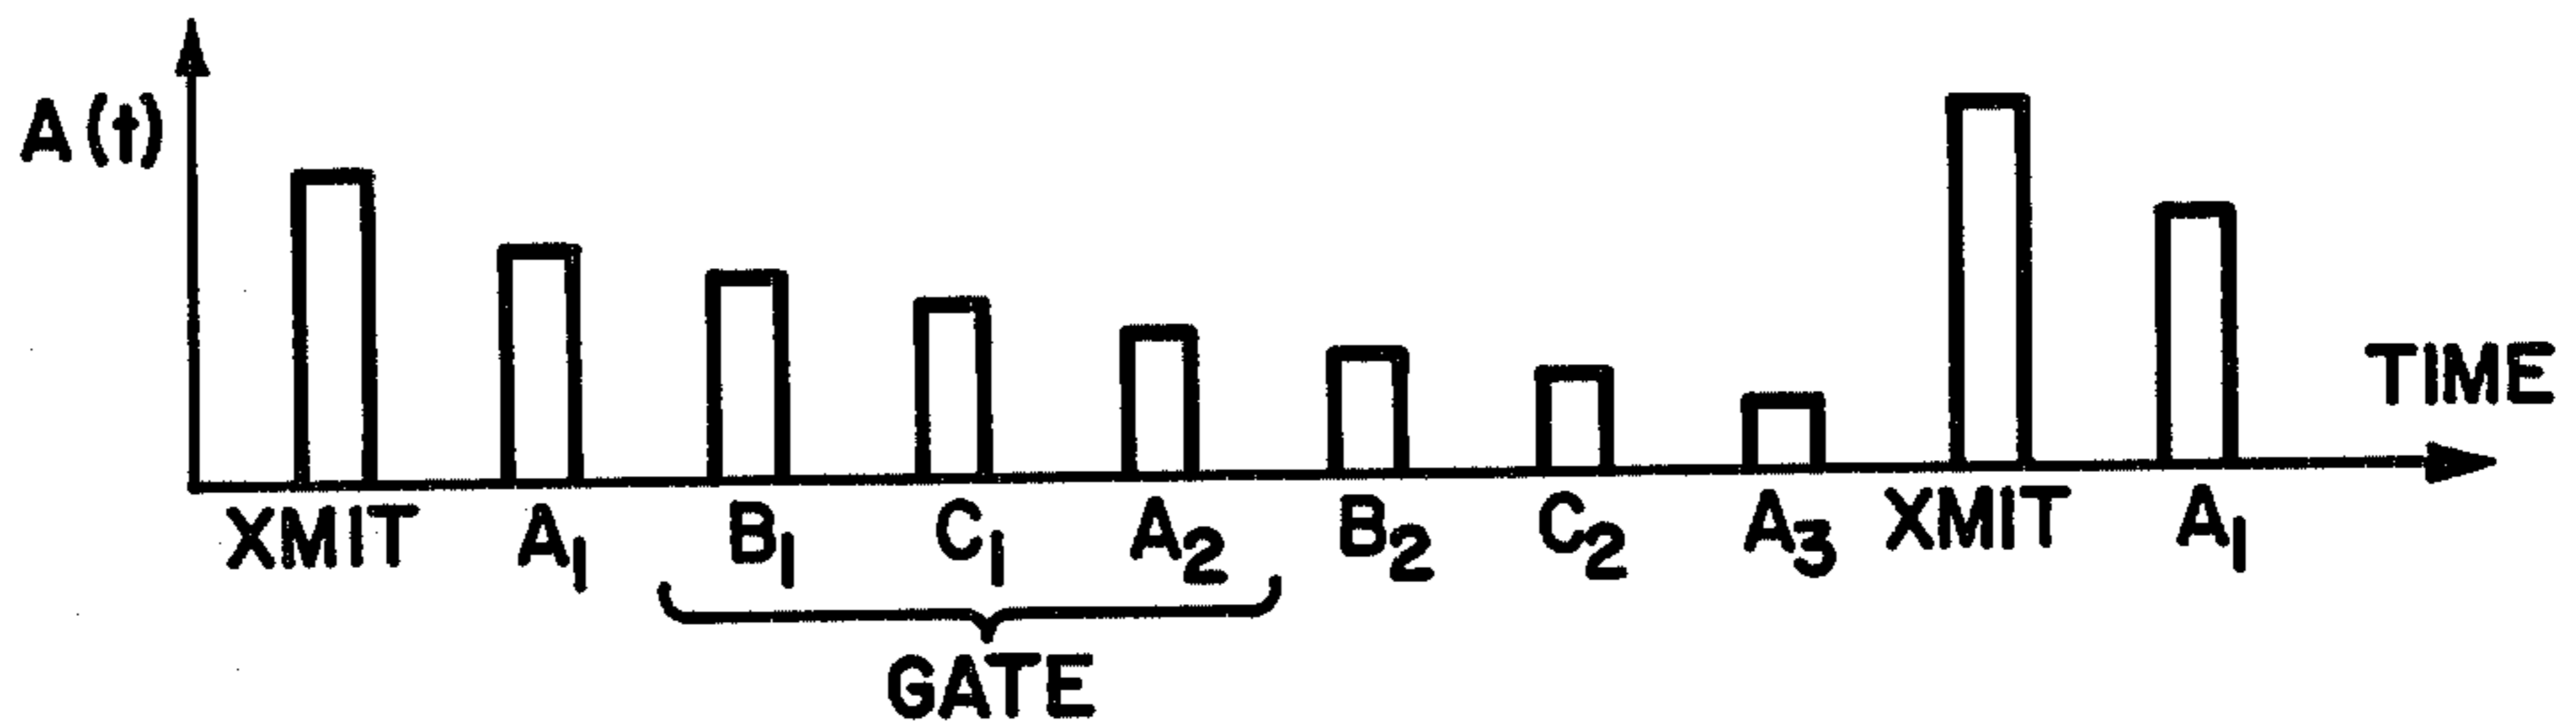 A(t)
TIME
XMIT A₁ B₁ C₁ A₂ B₂ C₂ A₃ XMIT A₁
GATE